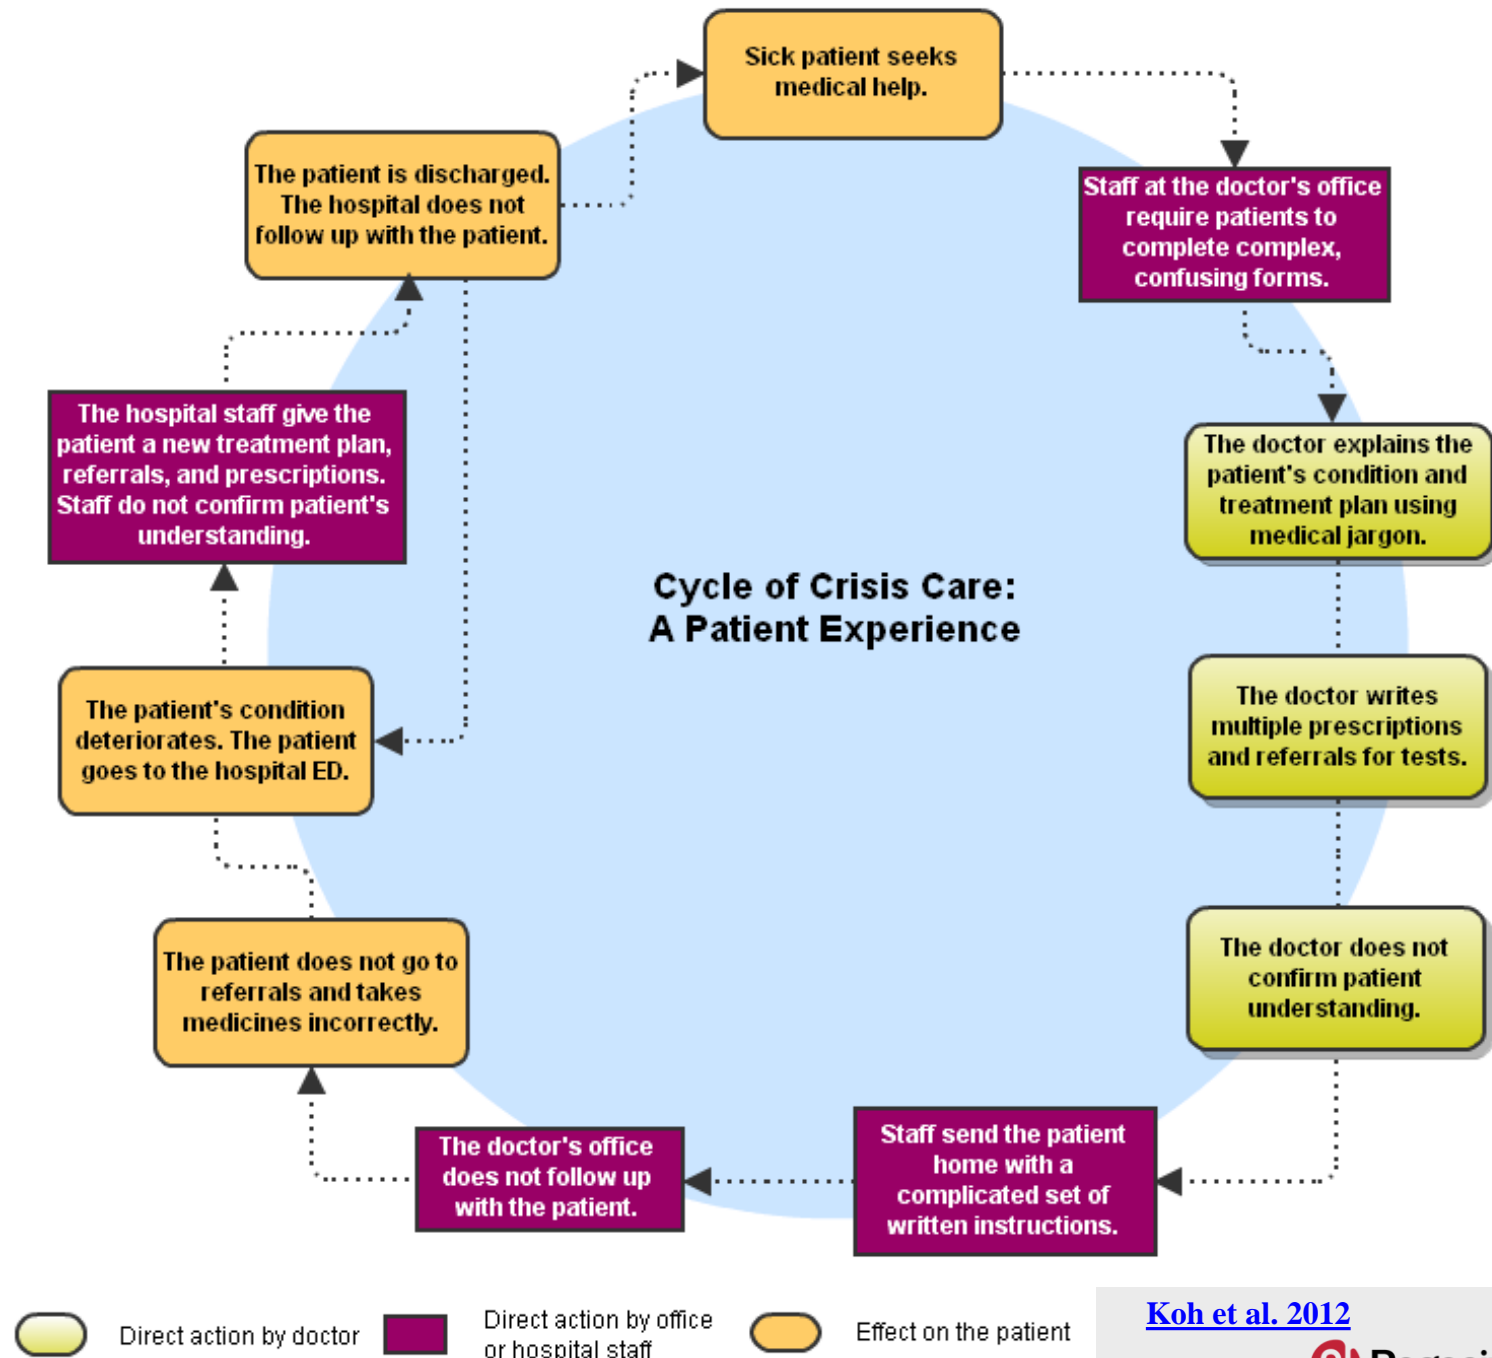 Sick patient seeks
medical help.
Staff at the doctor's office
require patients to
complete complex,
confusing forms.
The doctor explains the
patient's condition and
treatment plan using
medical jargon.
The doctor writes
multiple prescriptions
and referrals for tests.
The doctor does not
confirm patient
understanding.
Staff send the patient
home with a
complicated set of
written instructions.
The doctor's office
does not follow up
with the patient.
The patient does not go to
referrals and takes
medicines incorrectly.
The patient's condition
deteriorates. The patient
goes to the hospital ED.
The hospital staff give the
patient a new treatment plan,
referrals, and prescriptions.
Staff do not confirm patient's
understanding.
The patient is discharged.
The hospital does not
follow up with the patient.
Cycle of Crisis Care:
A Patient Experience
Direct action by doctor
Direct action by office
or hospital staff
Effect on the patient
Koh et al. 2012